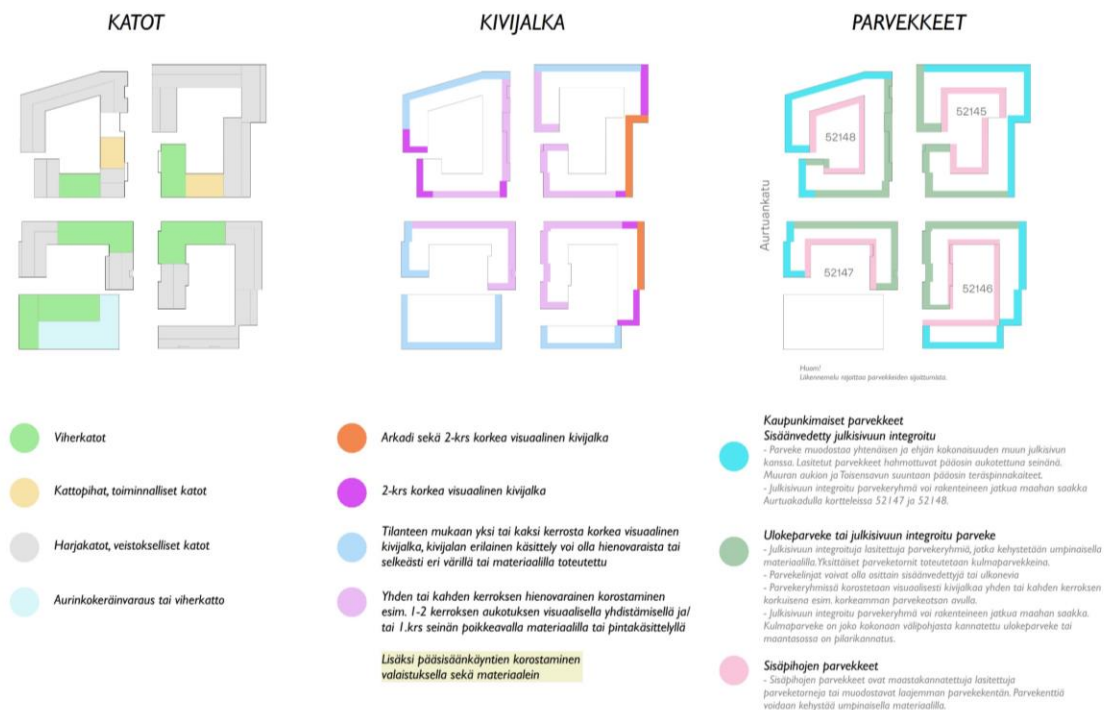 KATOT
KIVIJALKA
PARVEKKEET
52148
52145
52147
52146
Aurtuankatu
Huom!
Liikennemelu rajoittaa parvekkeiden sijoittumista.
Viherkatot
Kattopihat, toiminnalliset katot
Harjakatot, veistokselliset katot
Aurinkokeräinvaraus tai viherkatto
Arkadi sekä 2-krs korkea visuaalinen kivijalka
2-krs korkea visuaalinen kivijalka
Tilanteen mukaan yksi tai kaksi kerrosta korkea visuaalinen
kivijalka, kivijalan erilainen käsittely voi olla hienovaraista tai
selkeästi eri värillä tai materiaalilla toteutettu
Yhden tai kahden kerroksen hienovarainen korostaminen
esim. 1-2 kerroksen aukotuksen visuaalisella yhdistämisellä ja/
tai 1.krs seinän poikkeavalla materiaalilla tai pintakäsittelyllä
Lisäksi pääsisäänkäyntien korostaminen
valaistuksella sekä materiaalein
Kaupunkimaiset parvekkeet
Sisäänvedetty julkisivuun integroitu
- Parveke muodostaa yhtenäisen ja ehjän kokonaisuuden muun julkisivun
kanssa. Lasitetut parvekkeet hahmottuvat pääosin aukotettuna seinänä.
Muuran aukion ja Toisensavun suuntaan pääosin teräspinnakaiteet.
- Julkisivuun integroitu parvekeryhmä voi rakenteineen jatkua maahan saakka
Aurtuakadulla kortteleissa 52147 ja 52148.
Ulokeparveke tai julkisivuun integroitu parveke
- Julkisivuun integroituja lasitettuja parvekeryhmiä, jotka kehystetään umpinaisella
materiaalilla. Yksittäiset parveketornit toteutetaan kulmaparvekkeina.
- Parvekelinjat voivat olla osittain sisäänvedettyjä tai ulkonevia
- Parvekeryhmissä korostetaan visuaalisesti kivijalkaa yhden tai kahden kerroksen
korkuisena esim. korkeamman parvekeotsan avulla.
- Julkisivuun integroitu parvekeryhmä voi rakenteineen jatkua maahan saakka.
Kulmaparveke on joko kokonaan välipohjasta kannatettu ulokeparveke tai
maantasossa on pilarikannatus.
Sisäpihojen parvekkeet
- Sisäpihojen parvekkeet ovat maastakannatettuja lasitettuja
parveketorneja tai muodostavat laajemman parvekekentän. Parvekenttiä
voidaan kehystää umpinaisella materiaalilla.